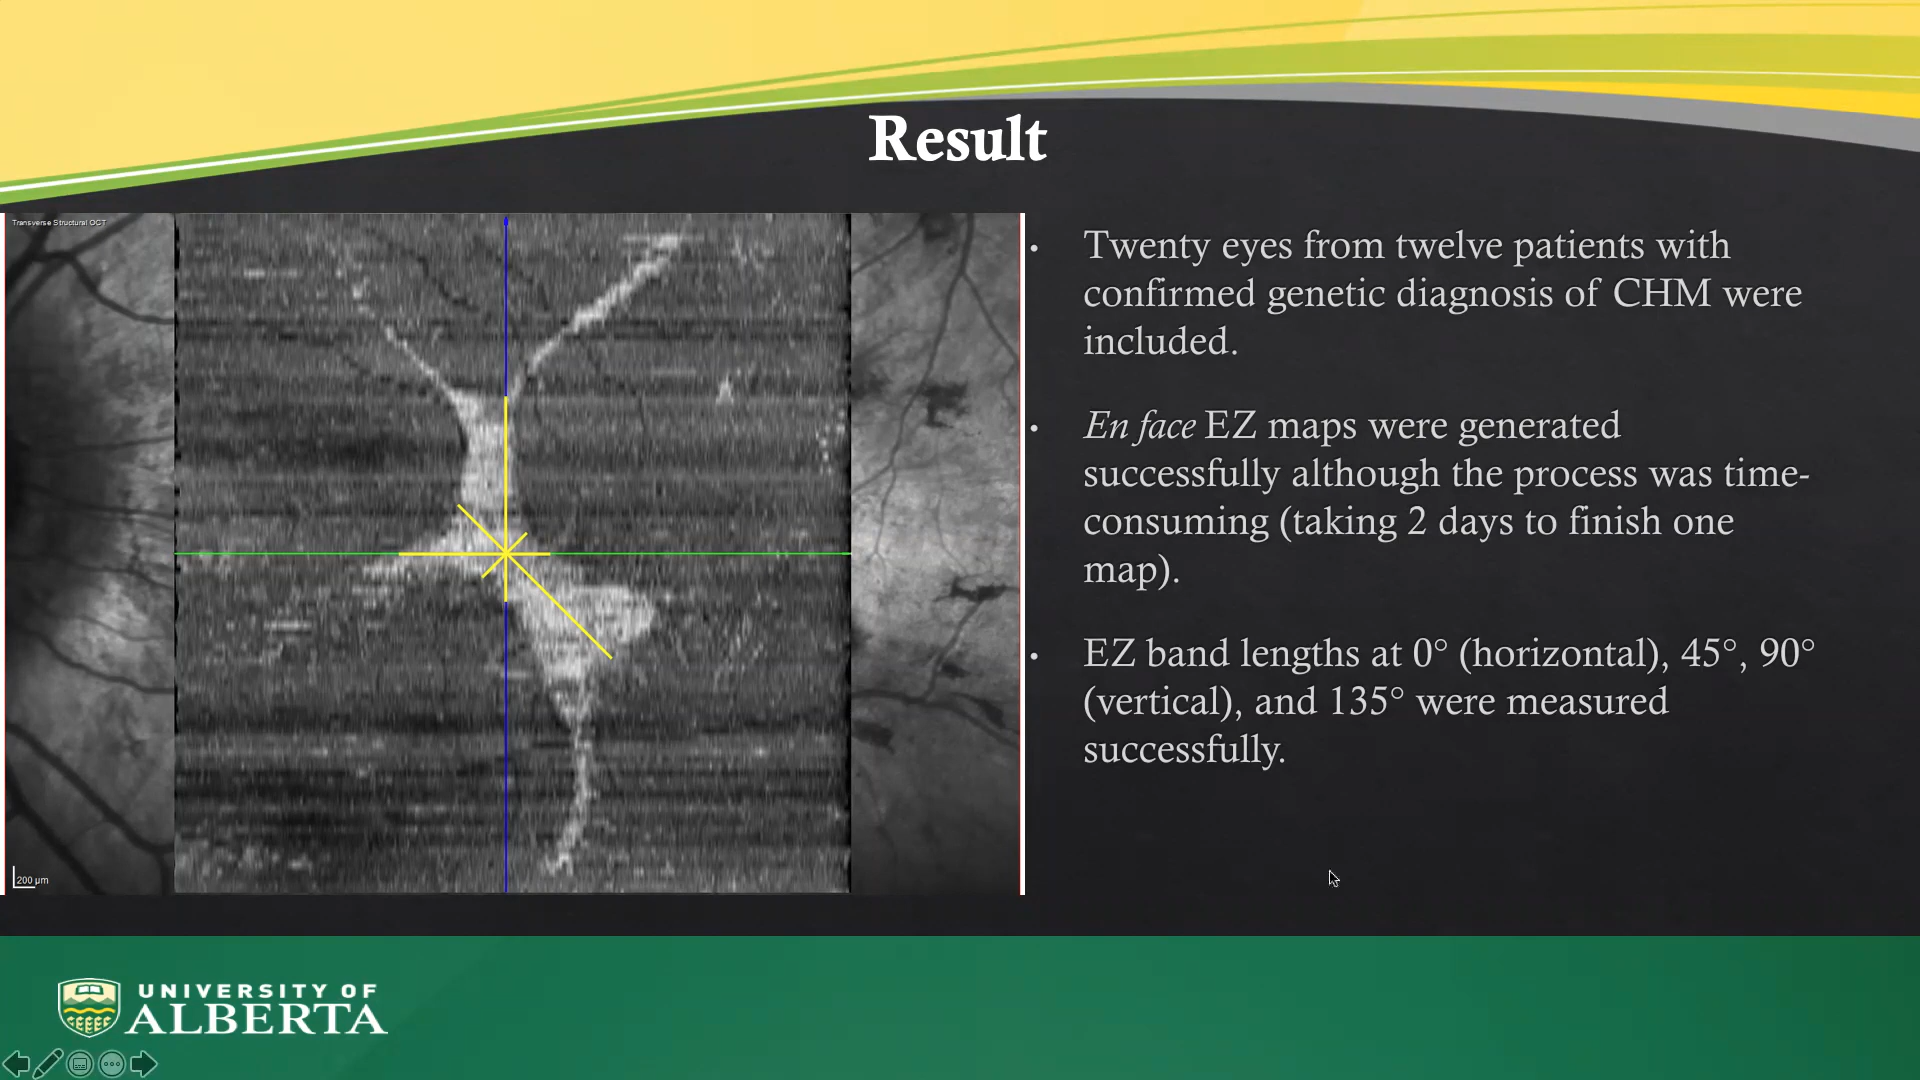 Result
Transverse Structural OCT
200 µm
• Twenty eyes from twelve patients with
confirmed genetic diagnosis of CHM were
included.
• En face EZ maps were generated
successfully although the process was time-
consuming (taking 2 days to finish one
map).
• EZ band lengths at 0° (horizontal), 45°, 90°
(vertical), and 135° were measured
successfully.
UNIVERSITY OF
ALBERTA